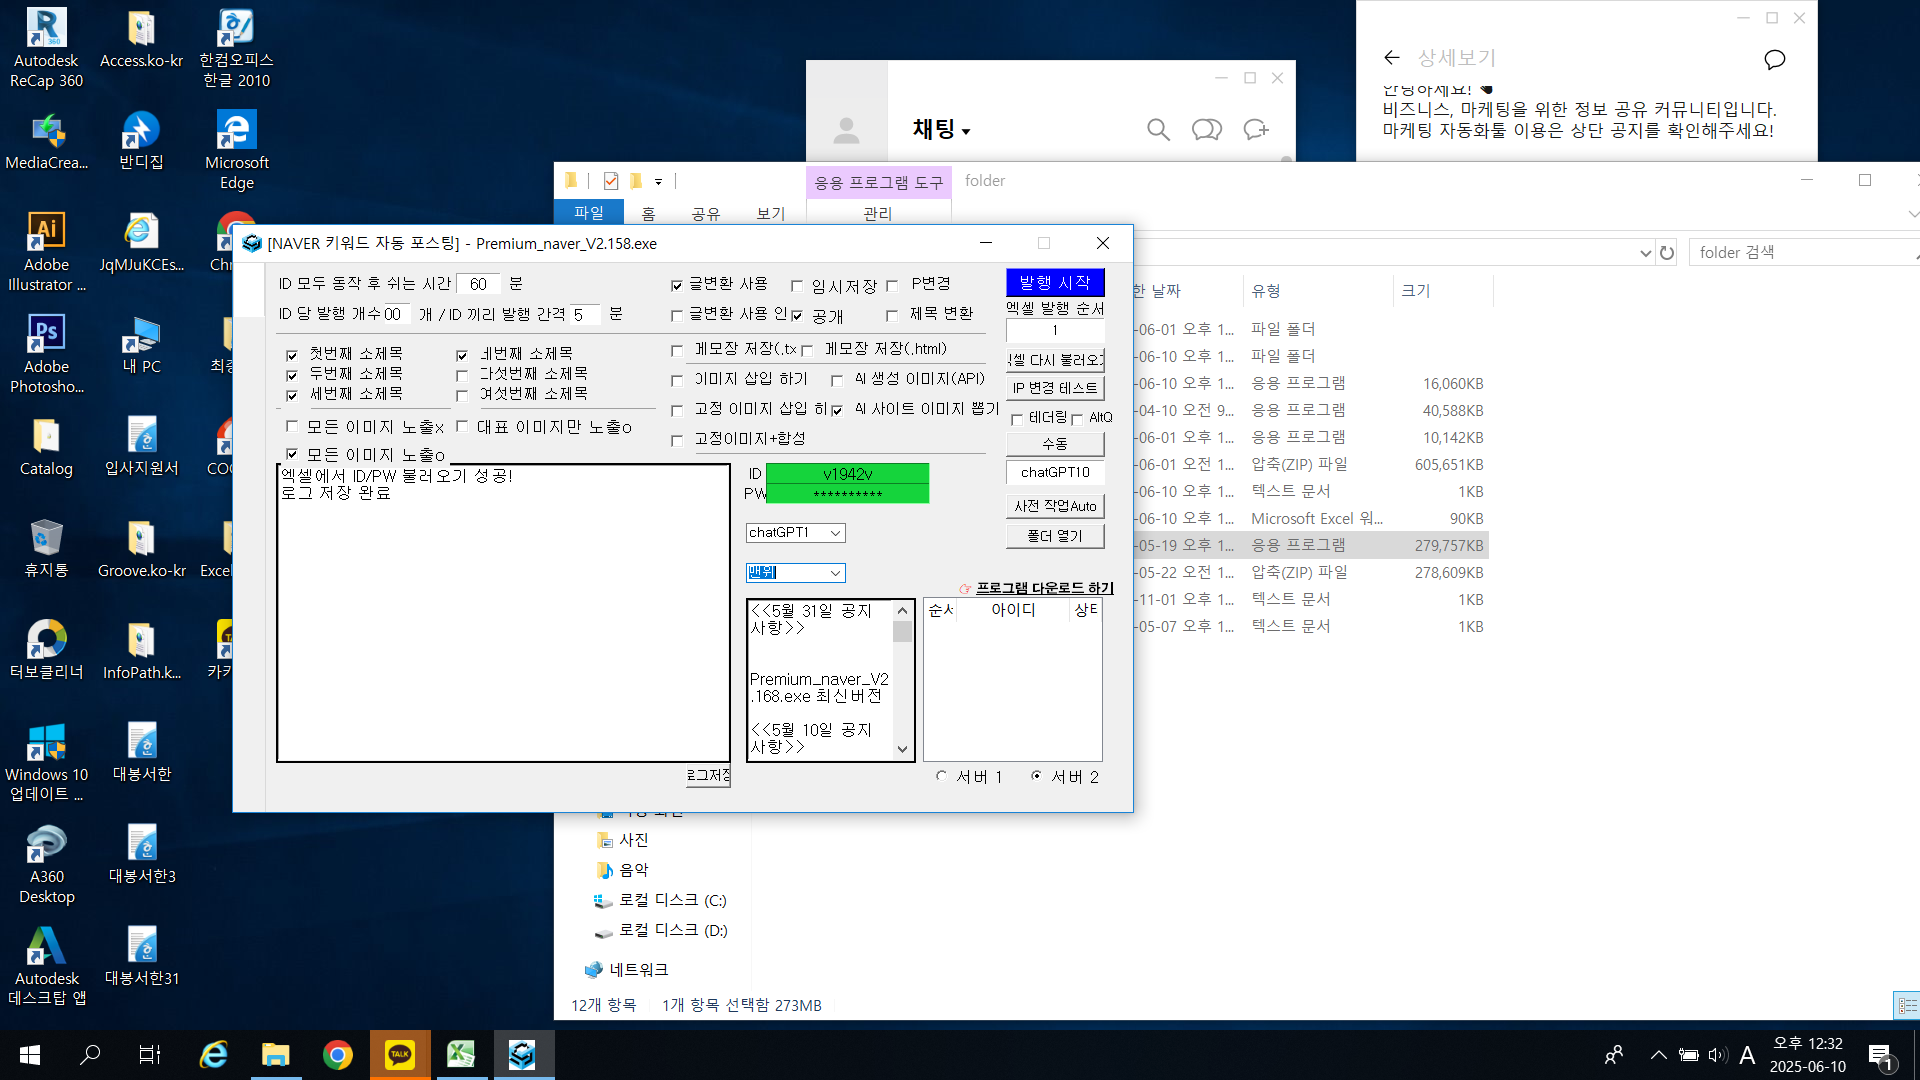 Autodesk
ReCap 360
Access.ko-kr
한컴오피스
한글 2010
MediaCrea...
반디집
Microsoft
Edge
Adobe
Illustrator ...
JqMJuKCEs...
Adobe
Photosho...
내 PC
Catalog
입사지원서
휴지통
Groove.ko-kr
터보클리너
InfoPath.k...
Windows 10
업데이트 ...
대봉서한
A360
Desktop
대봉서한3
Autodesk
데스크탑 앱
대봉서한31
채팅
상세보기
안녕하세요!
비즈니스, 마케팅을 위한 정보 공유 커뮤니티입니다.
마케팅 자동화툴 이용은 상단 공지를 확인해주세요!
응용 프로그램 도구
folder
파일
홈
공유
보기
관리
folder 검색
한 날짜
유형
크기
-06-01 오후 1... 파일 폴더
-06-10 오후 1... 파일 폴더
-06-10 오후 1... 응용 프로그램 16,060KB
-04-10 오전 9... 응용 프로그램 40,588KB
-06-01 오후 1... 응용 프로그램 10,142KB
-06-01 오전 1... 압축(ZIP) 파일 605,651KB
-06-10 오후 1... 텍스트 문서 1KB
-06-10 오후 1... Microsoft Excel 워... 90KB
-05-19 오후 1... 응용 프로그램 279,757KB
-05-22 오전 1... 압축(ZIP) 파일 278,609KB
-11-01 오후 1... 텍스트 문서 1KB
-05-07 오후 1... 텍스트 문서 1KB
[NAVER 키워드 자동 포스팅] - Premium_naver_V2.158.exe
ID 모두 동작 후 쉬는 시간 60 분
ID 당 발행 개수 00 개 / ID 끼리 발행 간격 5 분
첫번째 소제목
네번째 소제목
두번째 소제목
다섯번째 소제목
세번째 소제목
여섯번째 소제목
모든 이미지 노출x
대표 이미지만 노출o
모든 이미지 노출o
글변환 사용
임시저장
P변경
글변환 사용 인
공개
제목 변환
메모장 저장(.tx
메모장 저장(.html)
이미지 삽입 하기
AI 생성 이미지(API)
고정 이미지 삽입 히
AI 사이트 이미지 뽑기
고정이미지+합성
발행 시작
엑셀 발행 순서
1
셀 다시 불러오기
IP 변경 테스트
테더링
AltQ
수동
chatGPT10
사전 작업Auto
폴더 열기
엑셀에서 ID/PW 불러오기 성공!
로그 저장 완료
로그저장
ID v1942v
PW **********
chatGPT1
맨위
프로그램 다운로드 하기
<<5월 31일 공지
사항>>
Premium_naver_V2
.168.exe 최신버전
<<5월 10일 공지
사항>>
순서
아이디
상태
서버 1
서버 2
사진
음악
로컬 디스크 (C:)
로컬 디스크 (D:)
네트워크
12개 항목
1개 항목 선택함 273MB
TALK
A
오후 12:32
2025-06-10
1